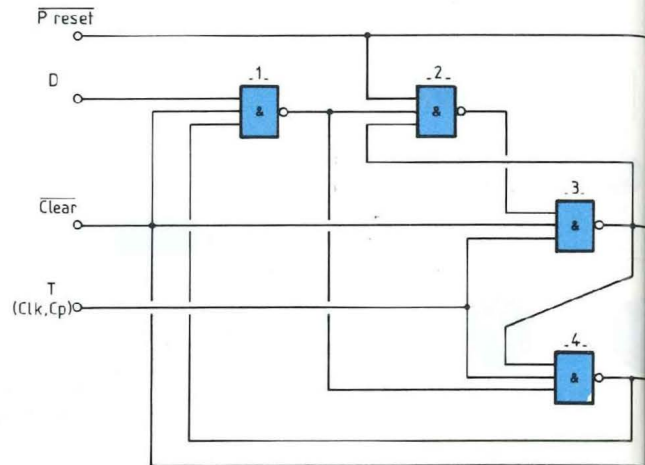 P reset
D
-1-
-2-
&
&
Clear
-3-
&
T
(Clk,Cp)
-4-
&